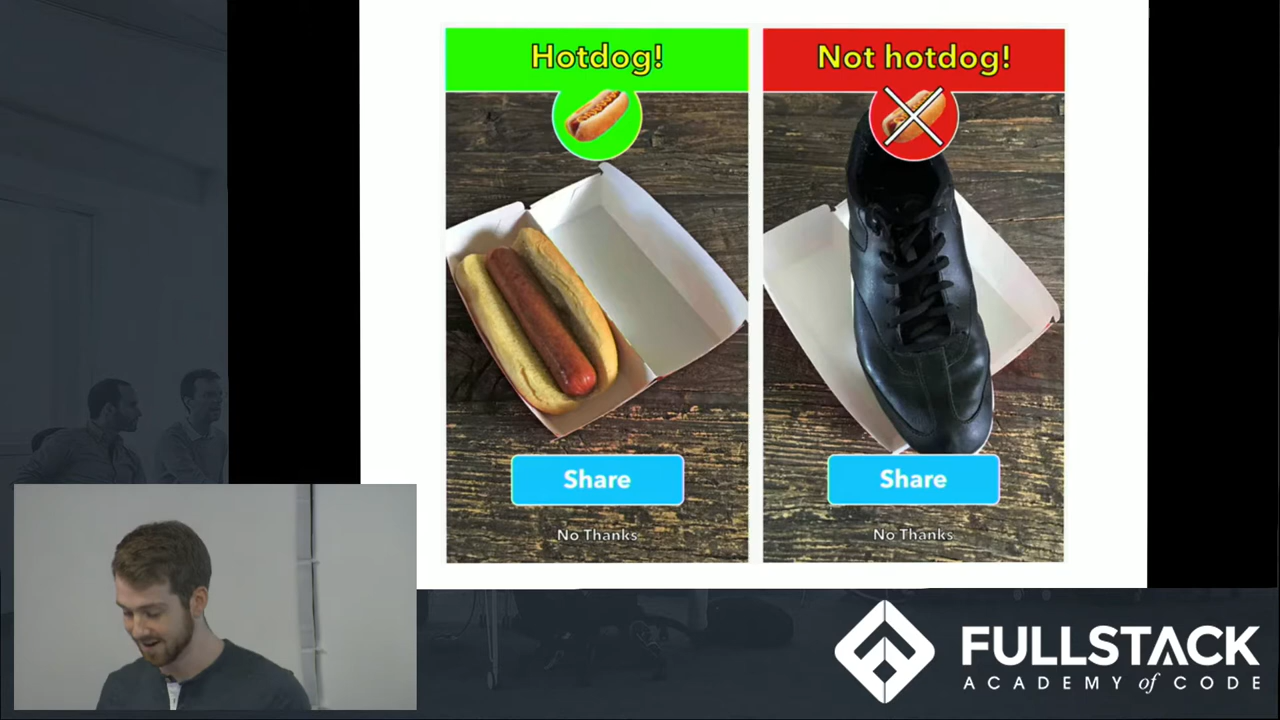 Hotdog!
Share
No Thanks
Not hotdog!
Share
No Thanks
FULLSTACK
ACADEMY of CODE